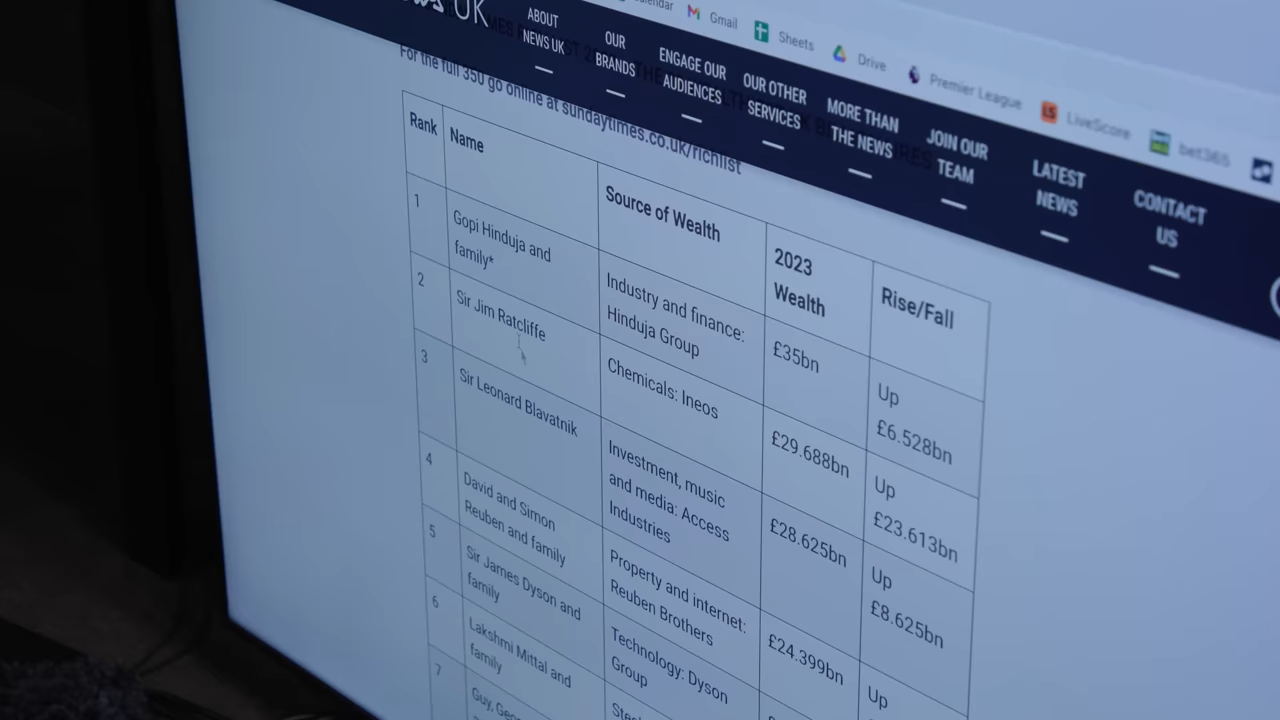 UK
Calendar
Gmail
Sheets
Drive
Premier League
LiveScore
bet365
ABOUT
NEWS UK
OUR
BRANDS
ENGAGE OUR
AUDIENCES
OUR OTHER
SERVICES
MORE THAN
THE NEWS
JOIN OUR
TEAM
LATEST
NEWS
CONTACT
US
For the full 350 go online at sundaytimes.co.uk/richlist
Rank
Name
Source of Wealth
2023
Wealth
Rise/Fall
1
Gopi Hinduja and
family*
Industry and finance:
Hinduja Group
£35bn
Up
£6.528bn
2
Sir Jim Ratcliffe
Chemicals: Ineos
£29.688bn
Up
£23.613bn
3
Sir Leonard Blavatnik
Investment, music
and media: Access
Industries
£28.625bn
Up
£8.625bn
4
David and Simon
Reuben and family
Property and internet:
Reuben Brothers
£24.399bn
Up
5
Sir James Dyson and
family
Technology: Dyson
Group
6
Lakshmi Mittal and
family
7
Guy,